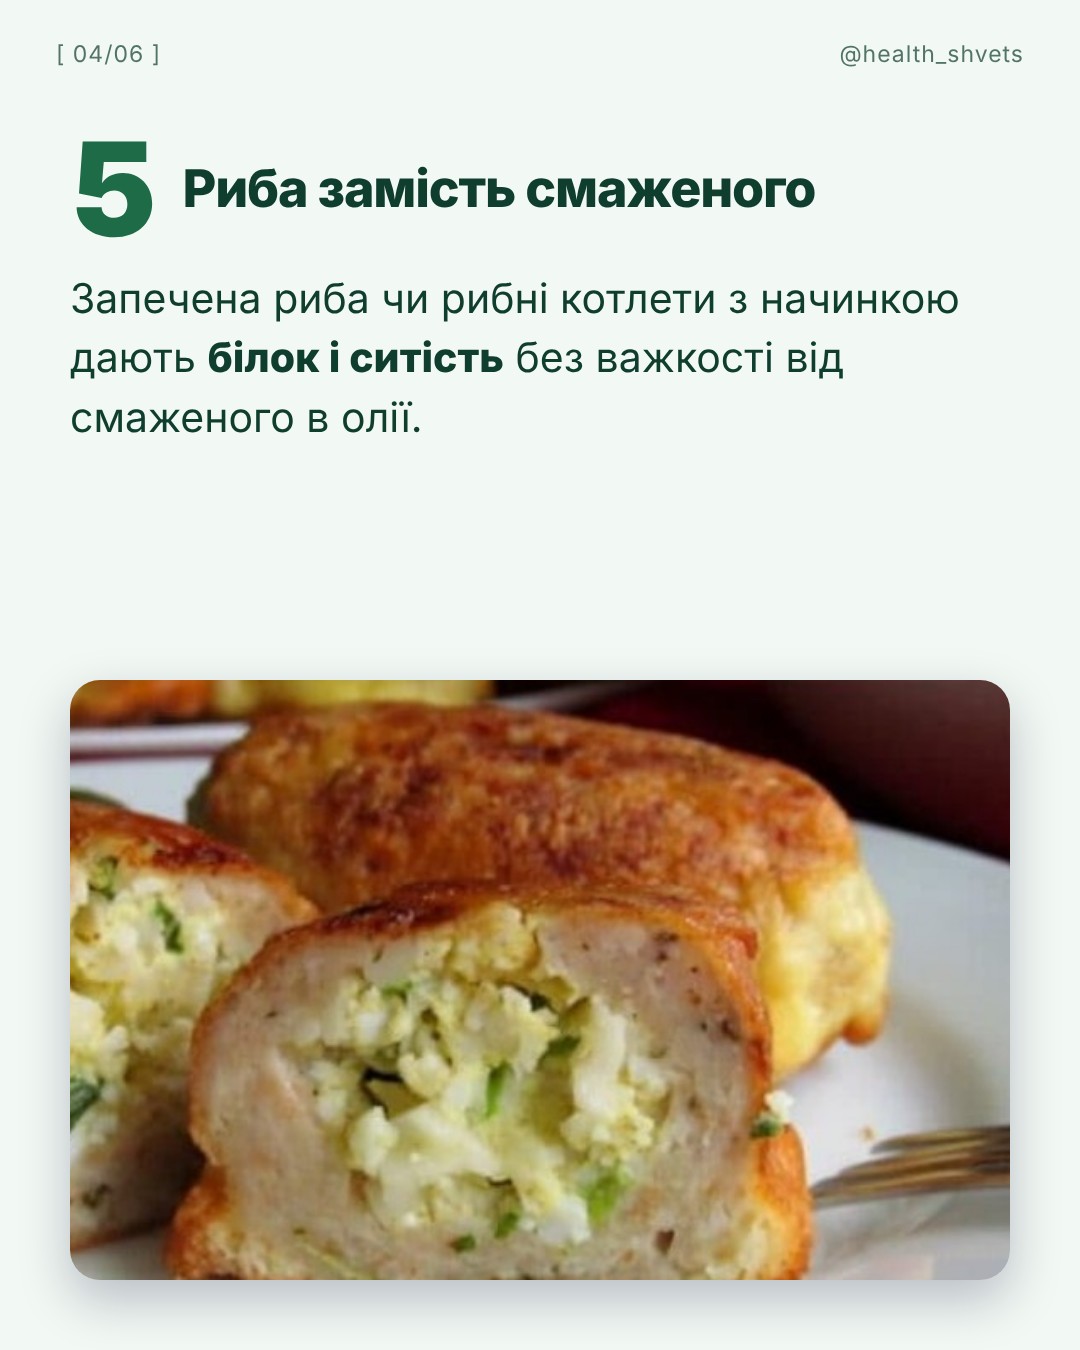 [ 04/06 ]
@health_shvets
5 Риба замість смаженого
Запечена риба чи рибні котлети з начинкою
дають білок і ситість без важкості від
смаженого в олії.